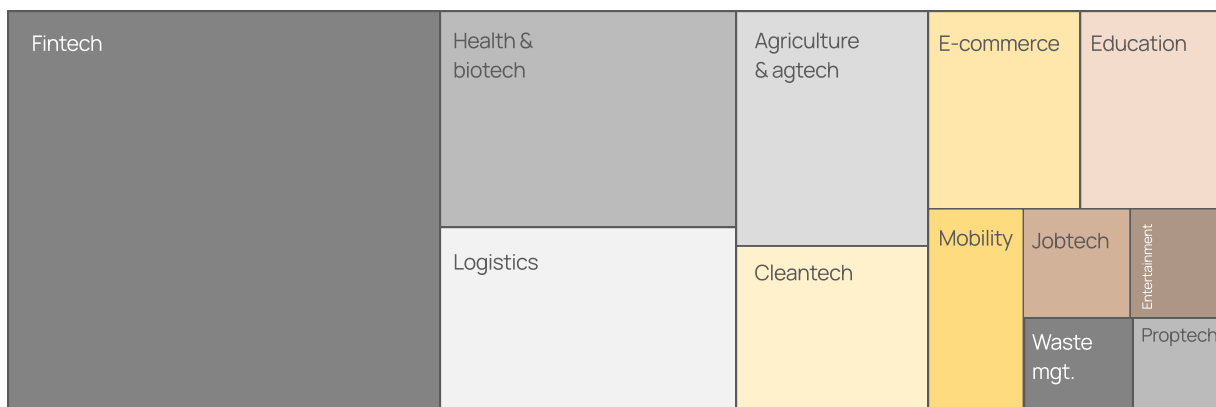 Fintech
Health &
biotech
Logistics
Agriculture
& agtech
Cleantech
E-commerce
Education
Mobility
Jobtech
Entertainment
Waste
mgt.
Proptech